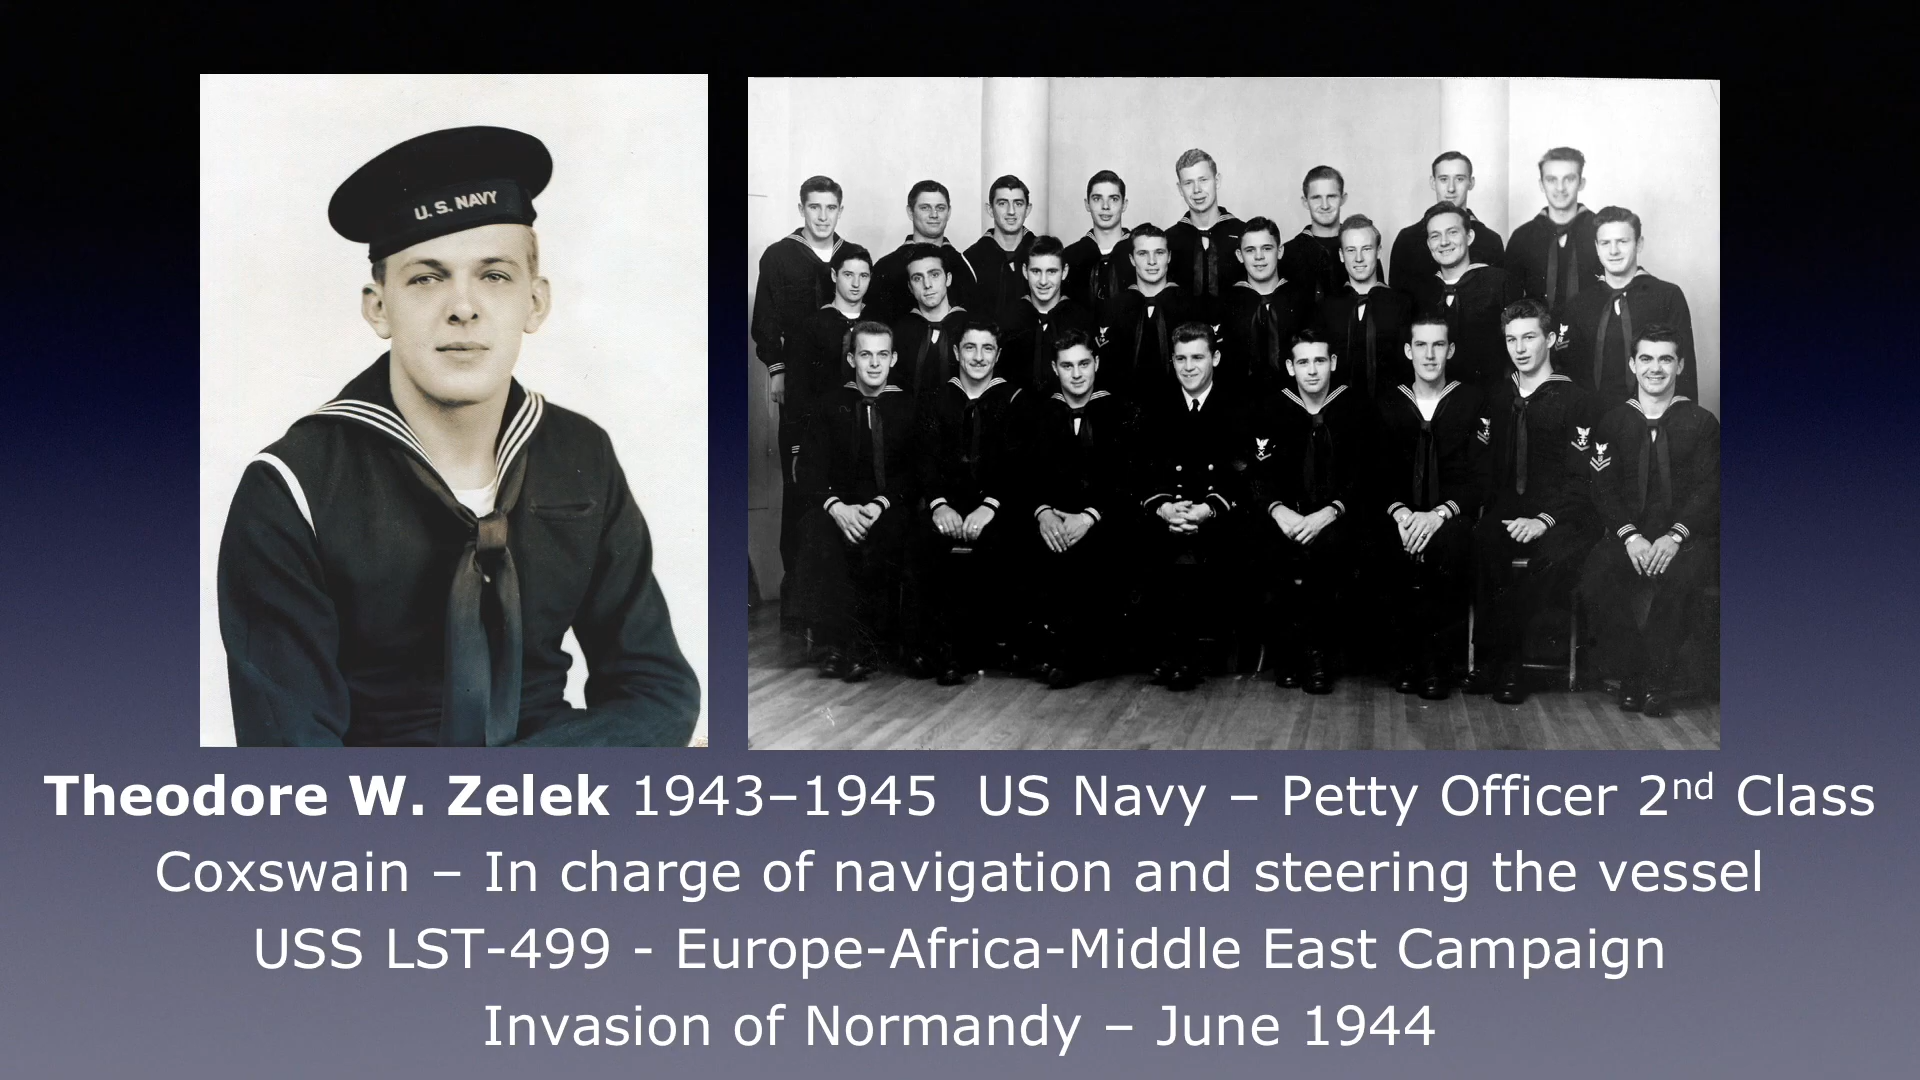 U. S. NAVY
Theodore W. Zelek 1943–1945  US Navy – Petty Officer 2nd Class
Coxswain – In charge of navigation and steering the vessel
USS LST-499 - Europe-Africa-Middle East Campaign
Invasion of Normandy – June 1944